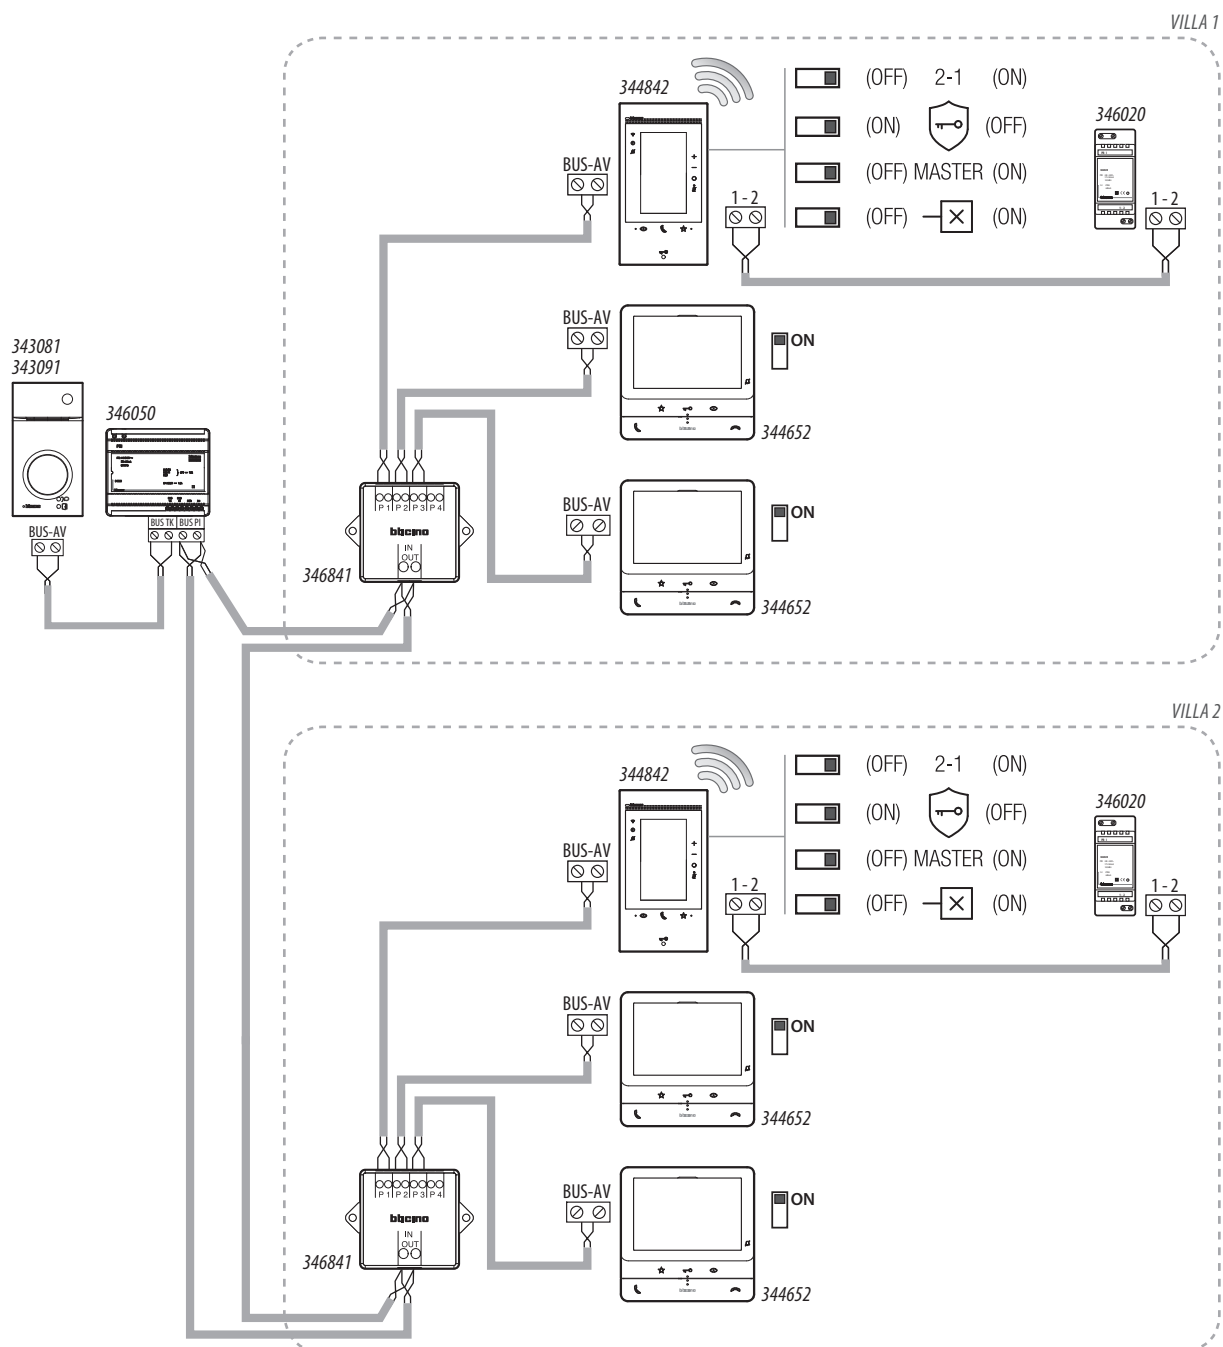 VILLA 1
344842
(OFF) 2-1 (ON)
(ON) (OFF)
(OFF) MASTER (ON)
(OFF) (ON)
346020
BUS-AV
1 - 2
1 - 2
BUS-AV
ON
344652
343081
343091
346050
BUS-AV
BUS TK BUS PI
P 1 P 2 P 3 P 4
bticino
IN
OUT
346841
BUS-AV
ON
344652
VILLA 2
344842
(OFF) 2-1 (ON)
(ON) (OFF)
(OFF) MASTER (ON)
(OFF) (ON)
346020
BUS-AV
1 - 2
1 - 2
BUS-AV
ON
344652
P 1 P 2 P 3 P 4
bticino
IN
OUT
346841
BUS-AV
ON
344652